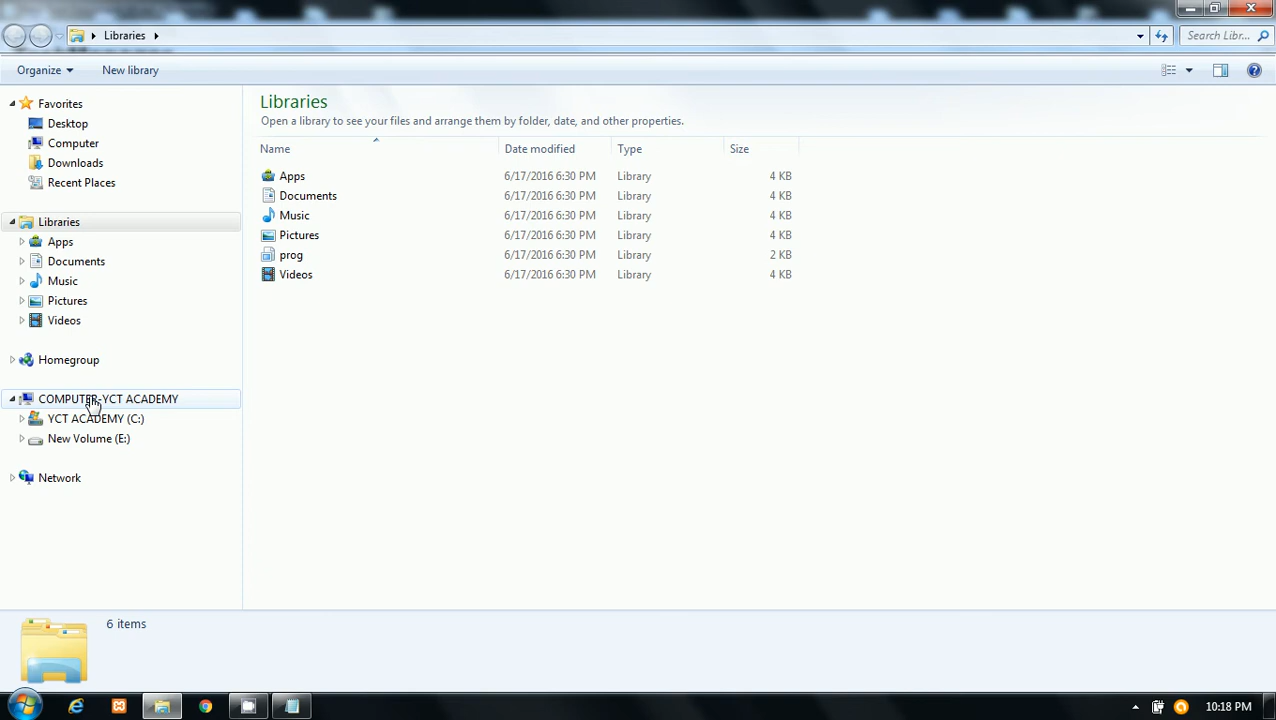 Libraries
Search Libr...
Organize
New library
Favorites
Desktop
Computer
Downloads
Recent Places
Libraries
Apps
Documents
Music
Pictures
Videos
Homegroup
COMPUTER-YCT ACADEMY
YCT ACADEMY (C:)
New Volume (E:)
Network
Libraries
Open a library to see your files and arrange them by folder, date, and other properties.
Name Date modified Type Size
Apps 6/17/2016 6:30 PM Library 4 KB
Documents 6/17/2016 6:30 PM Library 4 KB
Music 6/17/2016 6:30 PM Library 4 KB
Pictures 6/17/2016 6:30 PM Library 4 KB
prog 6/17/2016 6:30 PM Library 2 KB
Videos 6/17/2016 6:30 PM Library 4 KB
6 items
10:18 PM